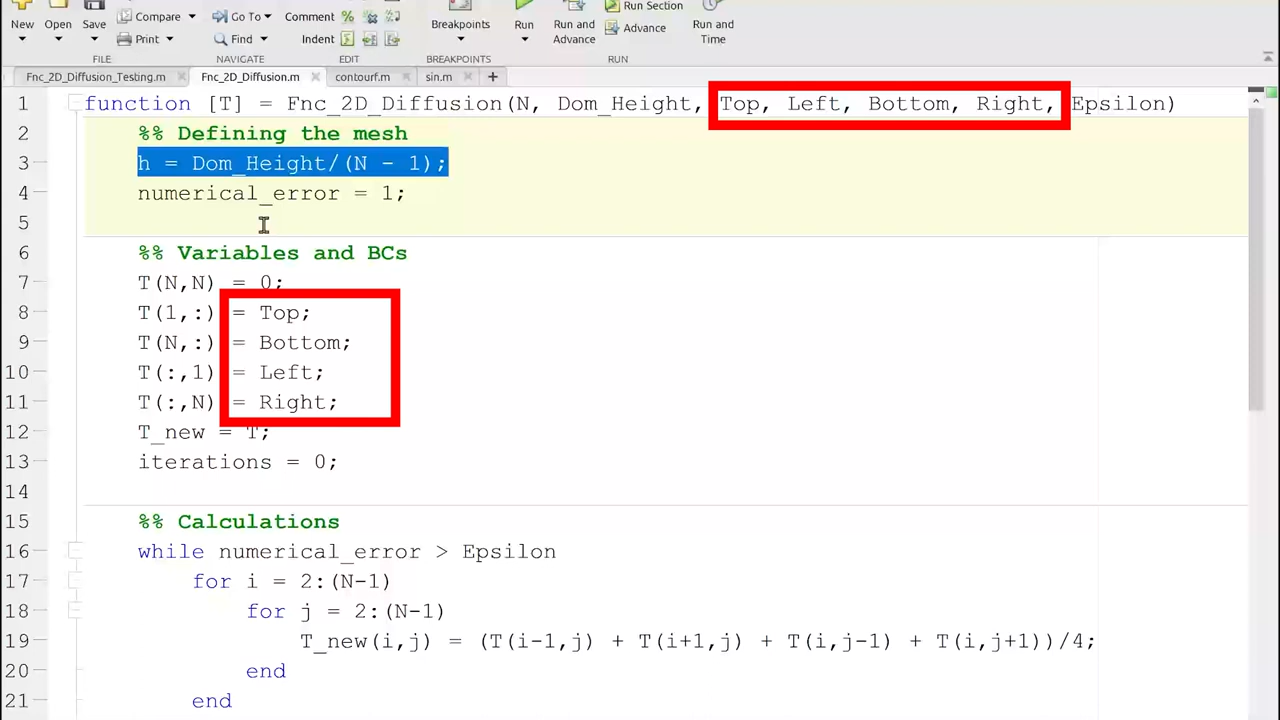 New Open Save Compare Print Go To Find Comment Indent Breakpoints Run Run and Advance Run Section Advance Run and Time
FILE NAVIGATE EDIT BREAKPOINTS RUN
Fnc_2D_Diffusion_Testing.m Fnc_2D_Diffusion.m contourf.m sin.m
1 function [T] = Fnc_2D_Diffusion(N, Dom_Height, Top, Left, Bottom, Right, Epsilon)
2 %% Defining the mesh
3 h = Dom_Height/(N - 1);
4 numerical_error = 1;
5
6 %% Variables and BCs
7 T(N,N) = 0;
8 T(1,:) = Top;
9 T(N,:) = Bottom;
10 T(:,1) = Left;
11 T(:,N) = Right;
12 T_new = T;
13 iterations = 0;
14
15 %% Calculations
16 while numerical_error > Epsilon
17 for i = 2:(N-1)
18 for j = 2:(N-1)
19 T_new(i,j) = (T(i-1,j) + T(i+1,j) + T(i,j-1) + T(i,j+1))/4;
20 end
21 end